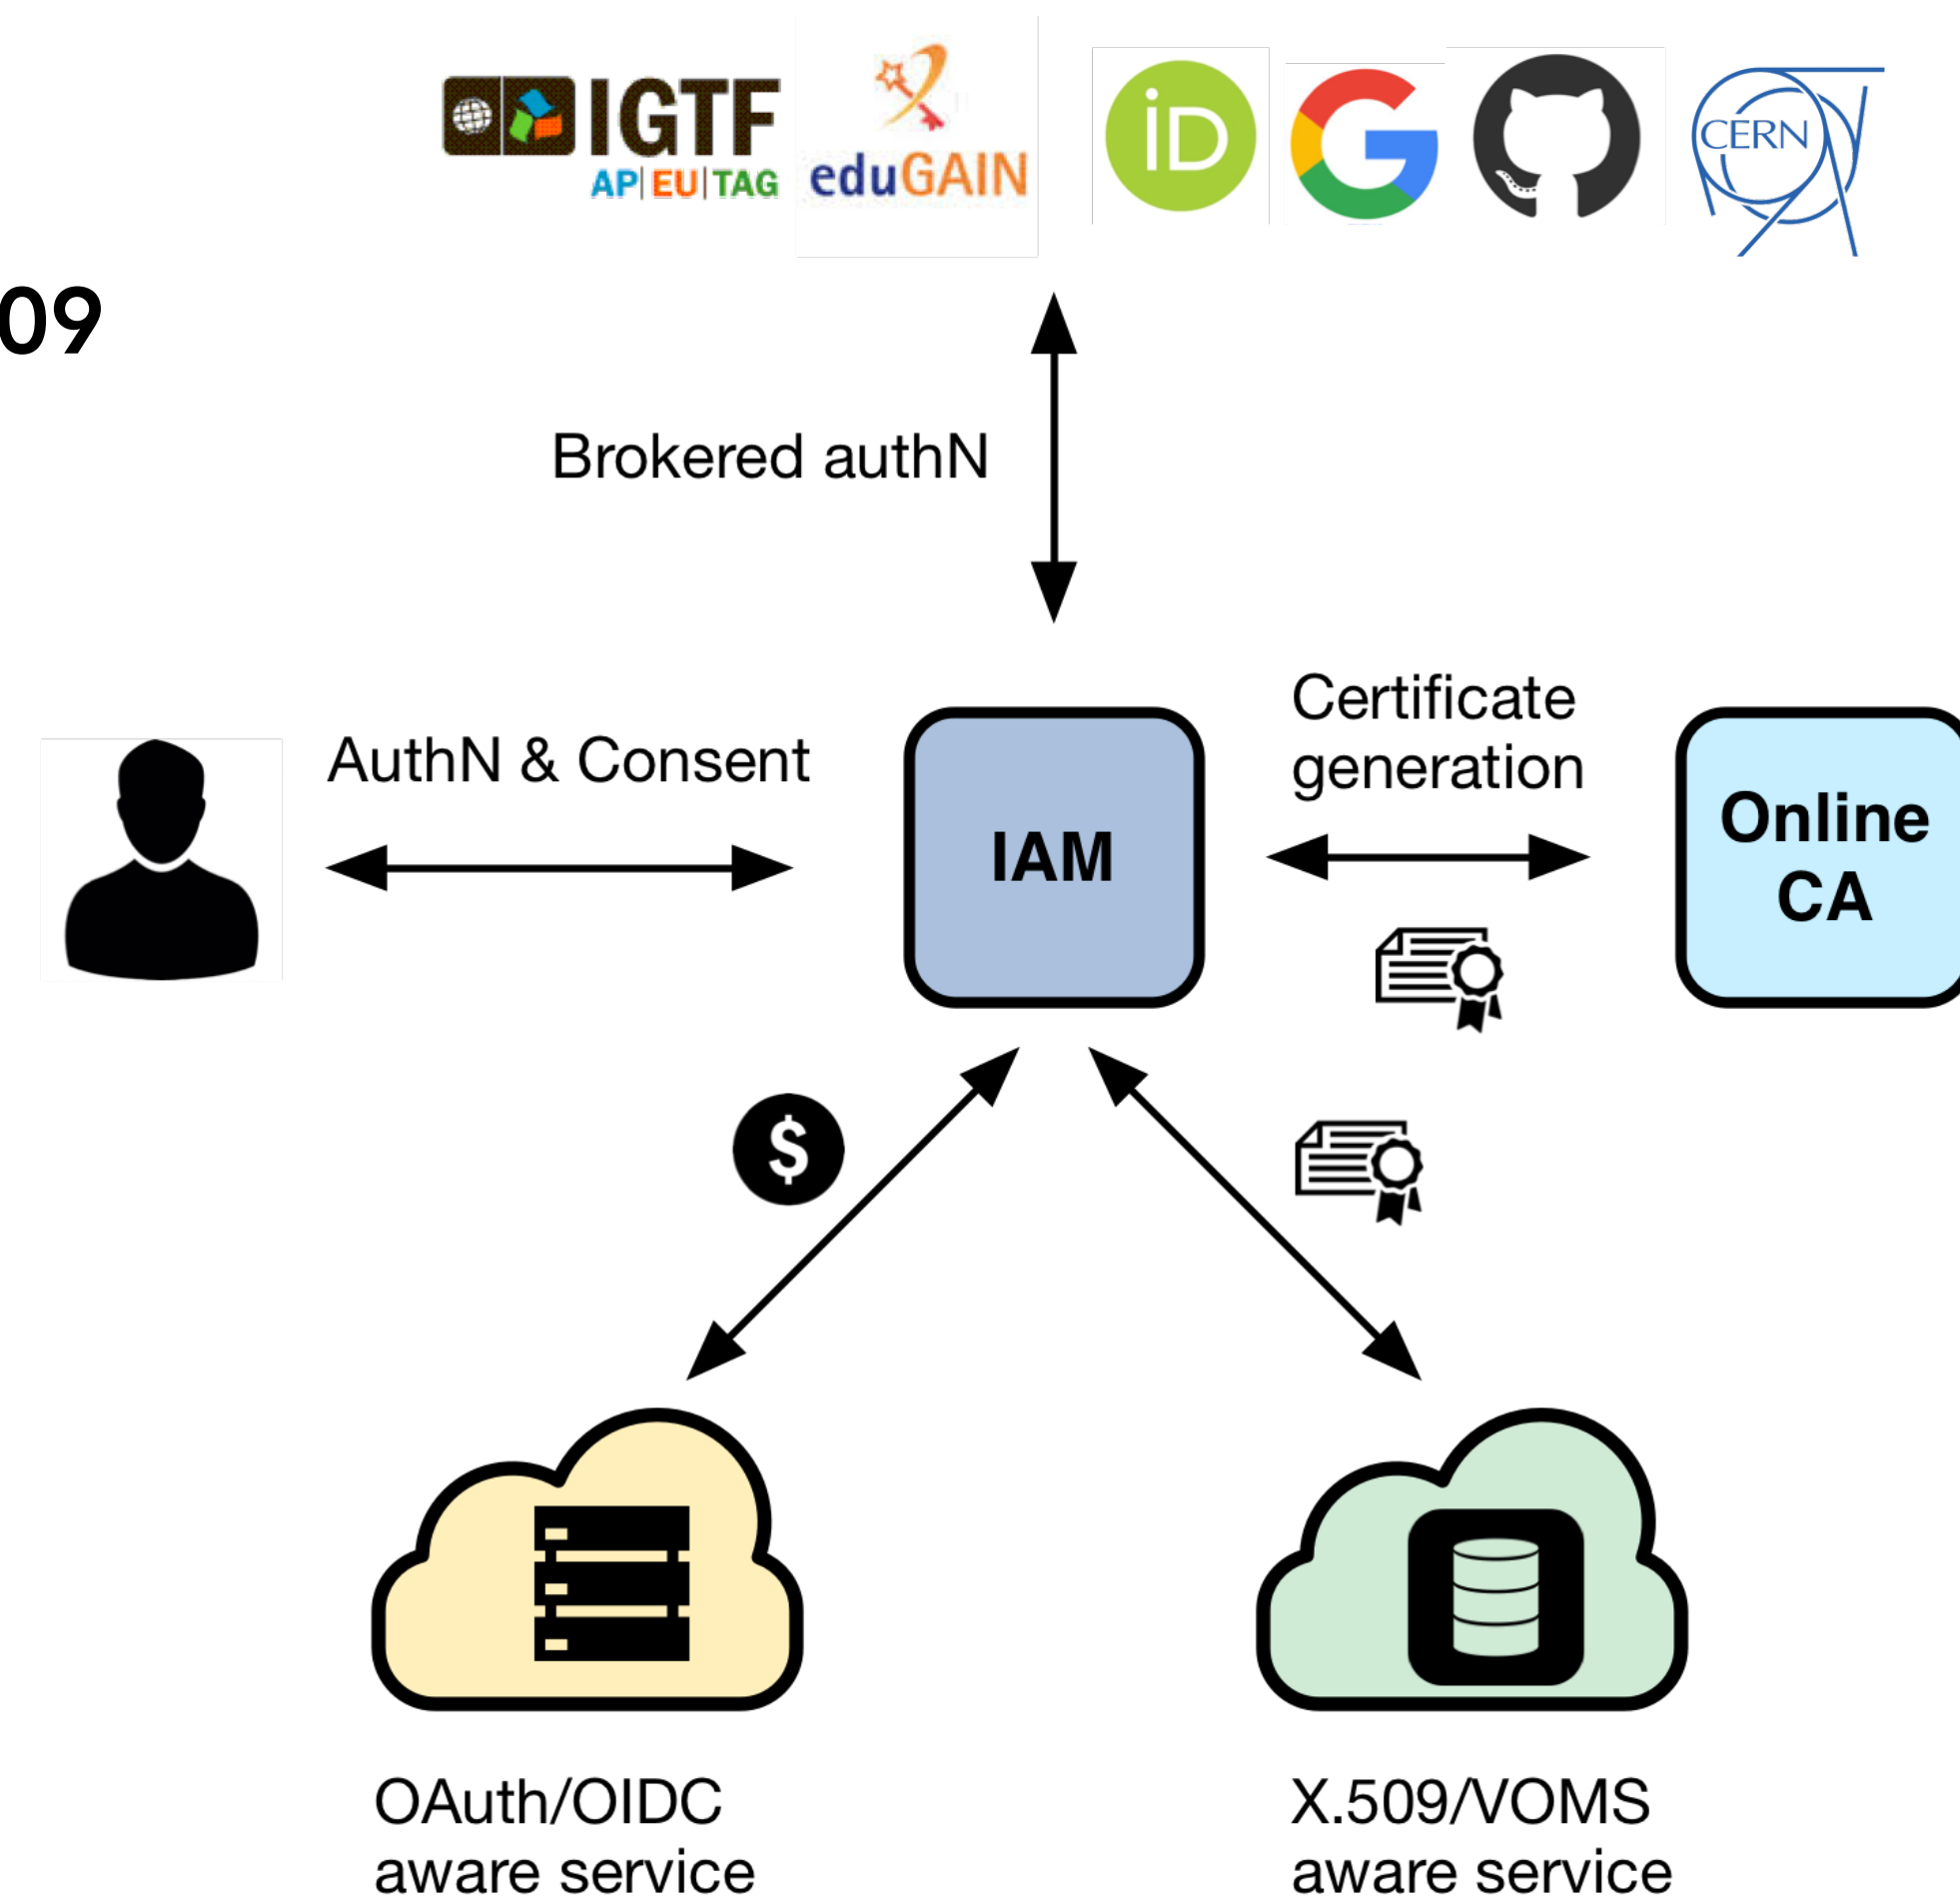 IGTF
AP|EU|TAG
eduGAIN
iD
G
CERN
09
Brokered authN
AuthN & Consent
Certificate
generation
IAM
Online
CA
$
OAuth/OIDC
aware service
X.509/VOMS
aware service